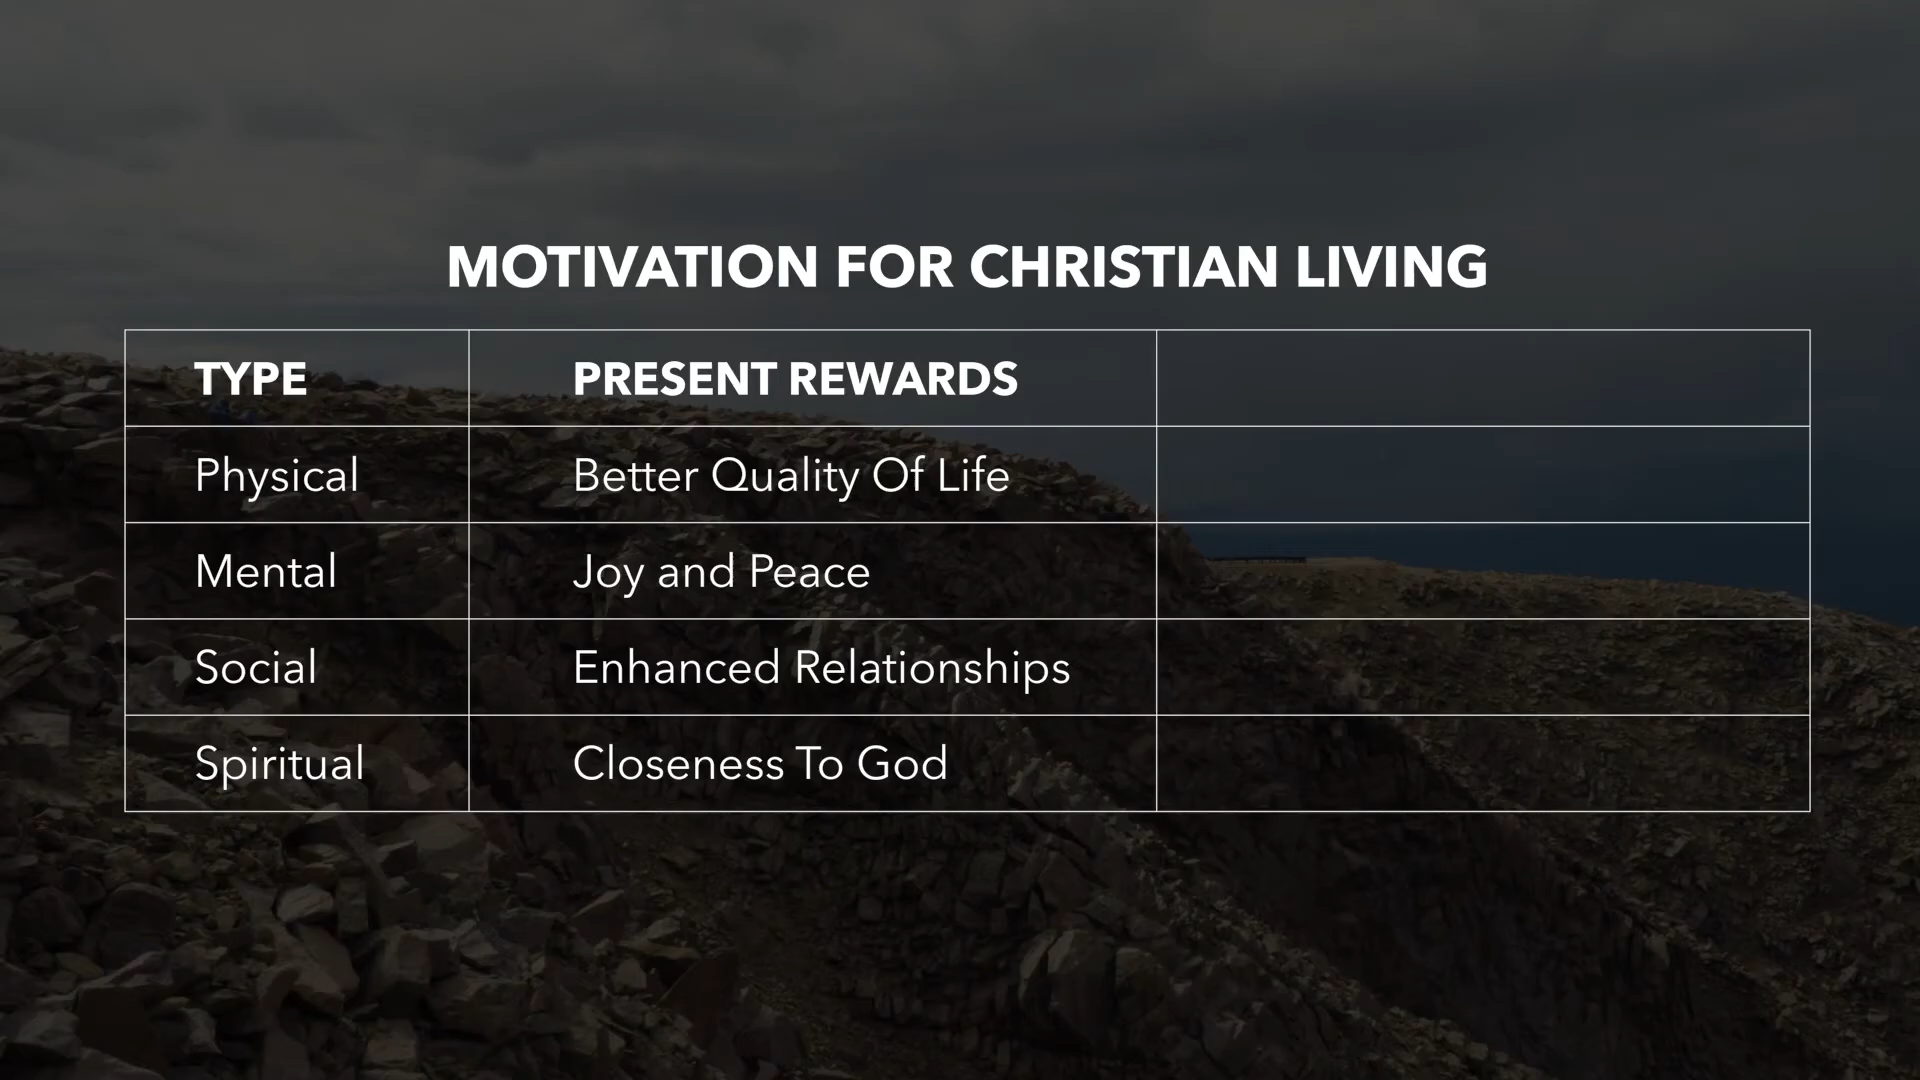 MOTIVATION FOR CHRISTIAN LIVING
TYPE PRESENT REWARDS
Physical Better Quality Of Life
Mental Joy and Peace
Social Enhanced Relationships
Spiritual Closeness To God